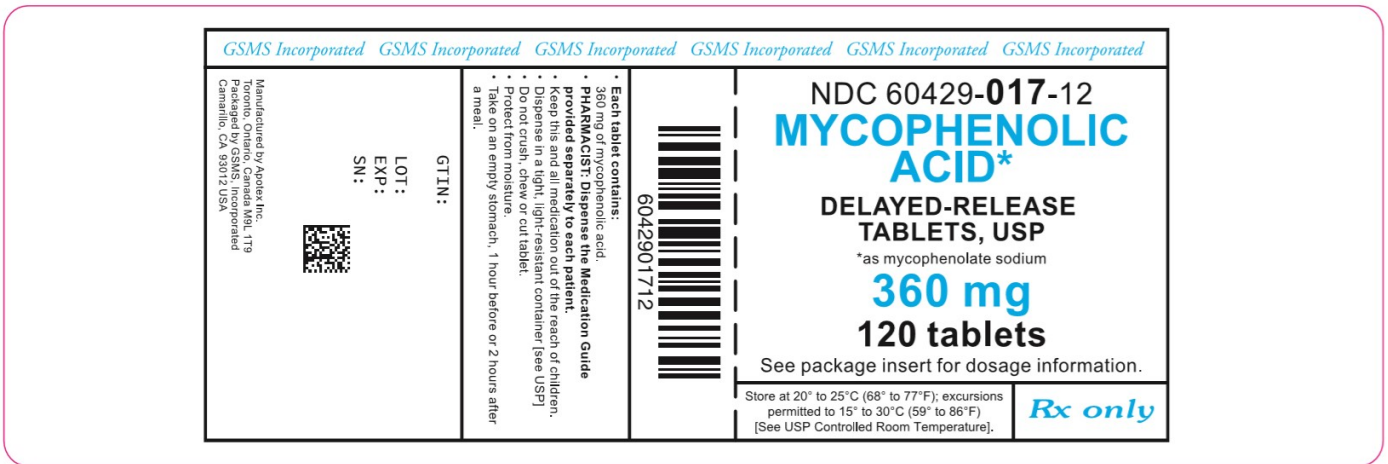 GSMS Incorporated GSMS Incorporated GSMS Incorporated GSMS Incorporated GSMS Incorporated GSMS Incorporated
NDC 60429-017-12
MYCOPHENOLIC
ACID*
DELAYED-RELEASE
TABLETS, USP
*as mycophenolate sodium
360 mg
120 tablets
See package insert for dosage information.
Store at 20° to 25°C (68° to 77°F); excursions
permitted to 15° to 30°C (59° to 86°F)
[See USP Controlled Room Temperature].
Rx only
6042901712
• Each tablet contains:
360 mg of mycophenolic acid.
• PHARMACIST: Dispense the Medication Guide
provided separately to each patient.
• Keep this and all medication out of the reach of children.
• Dispense in a tight, light-resistant container [see USP]
• Do not crush, chew or cut tablet.
• Protect from moisture.
• Take on an empty stomach, 1 hour before or 2 hours after
a meal.
GTIN:
LOT:
EXP:
SN:
Manufactured by Apotex Inc.
Toronto, Ontario, Canada M9L 1T9
Packaged by GSMS, Incorporated
Camarillo, CA 93012 USA